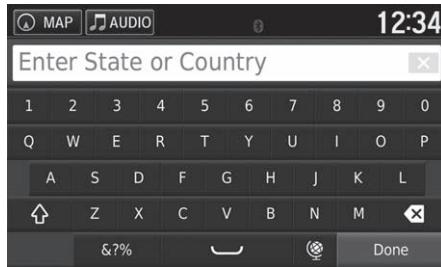 MAP AUDIO 12:34
Enter State or Country
1 2 3 4 5 6 7 8 9 0
Q W E R T Y U I O P
A S D F G H J K L
Z X C V B N M
&?% Done